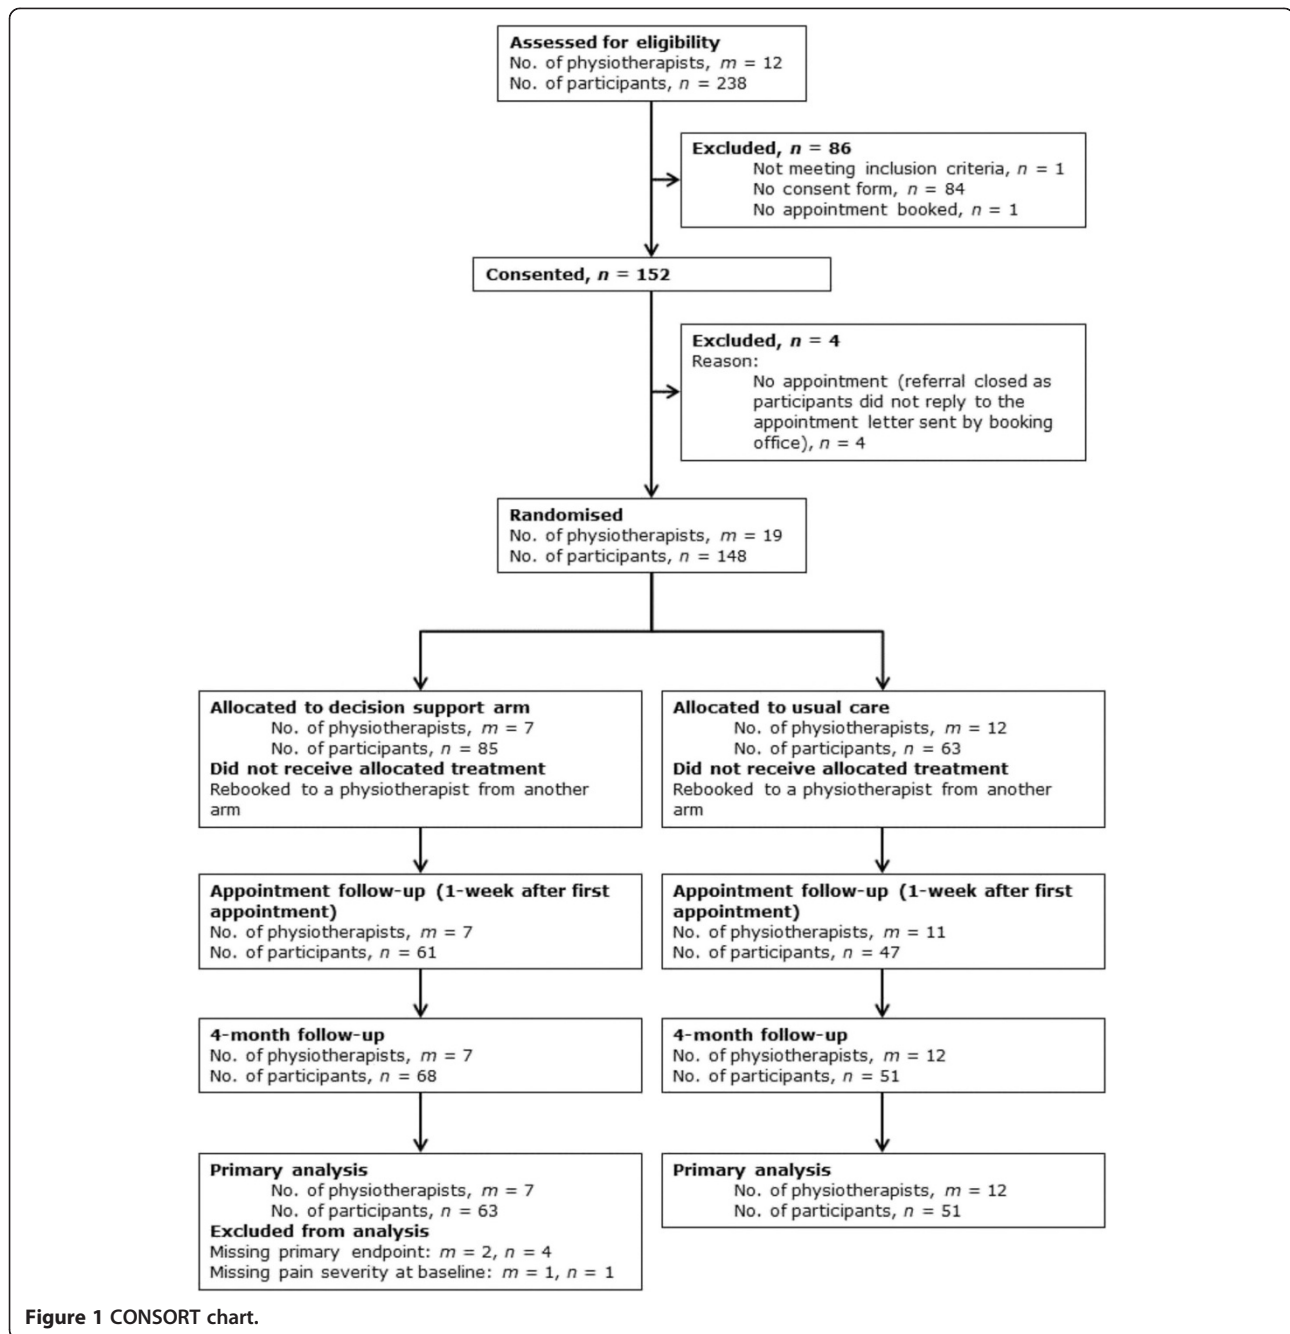 Assessed for eligibility
No. of physiotherapists, m = 12
No. of participants, n = 238
Excluded, n = 86
Not meeting inclusion criteria, n = 1
No consent form, n = 84
No appointment booked, n = 1
Consented, n = 152
Excluded, n = 4
Reason:
No appointment (referral closed as
participants did not reply to the
appointment letter sent by booking
office), n = 4
Randomised
No. of physiotherapists, m = 19
No. of participants, n = 148
Allocated to decision support arm
No. of physiotherapists, m = 7
No. of participants, n = 85
Did not receive allocated treatment
Rebooked to a physiotherapist from another
arm
Allocated to usual care
No. of physiotherapists, m = 12
No. of participants, n = 63
Did not receive allocated treatment
Rebooked to a physiotherapist from another
arm
Appointment follow-up (1-week after first
appointment)
No. of physiotherapists, m = 7
No. of participants, n = 61
Appointment follow-up (1-week after first
appointment)
No. of physiotherapists, m = 11
No. of participants, n = 47
4-month follow-up
No. of physiotherapists, m = 7
No. of participants, n = 68
4-month follow-up
No. of physiotherapists, m = 12
No. of participants, n = 51
Primary analysis
No. of physiotherapists, m = 7
No. of participants, n = 63
Excluded from analysis
Missing primary endpoint: m = 2, n = 4
Missing pain severity at baseline: m = 1, n = 1
Primary analysis
No. of physiotherapists, m = 12
No. of participants, n = 51
Figure 1 CONSORT chart.